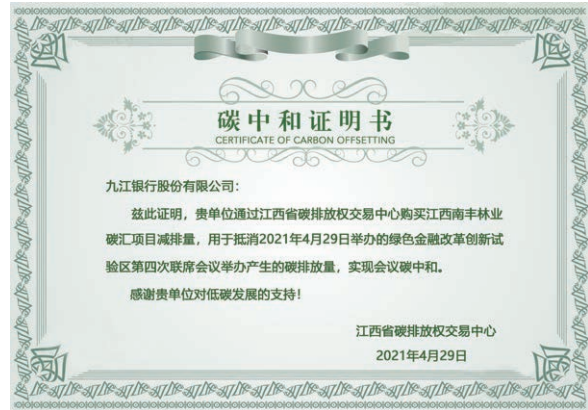 碳中和证明书
CERTIFICATE OF CARBON OFFSETTING
九江银行股份有限公司：
兹此证明，贵单位通过江西省碳排放权交易中心购买江西南丰林业
碳汇项目减排量，用于抵消2021年4月29日举办的绿色金融改革创新试
验区第四次联席会议举办产生的碳排放量，实现会议碳中和。
感谢贵单位对低碳发展的支持！
江西省碳排放权交易中心
2021年4月29日